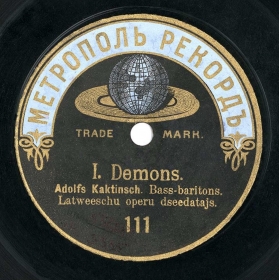 МЕТРОПОЛЬ РЕКОРДЪ
TRADE MARK.
I. Demons.
Adolfs Kaktinsch. Bass-baritons.
Latweeschu operu dseedatajs.
111